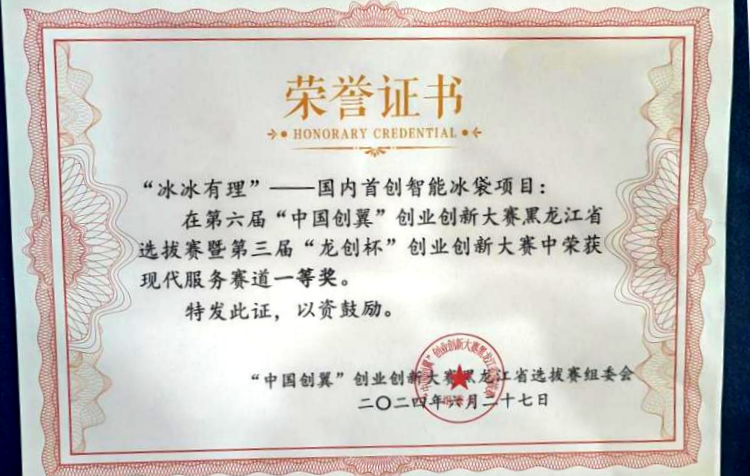 荣誉证书
HONORARY CREDENTIAL
“冰冰有理”——国内首创智能冰袋项目：
在第六届“中国创翼”创业创新大赛黑龙江省
选拔赛暨第三届“龙创杯”创业创新大赛中荣获
现代服务赛道一等奖。
特发此证，以资鼓励。
“中国创翼”创业创新大赛黑龙江省选拔赛组委会
二〇二四年六月二十七日